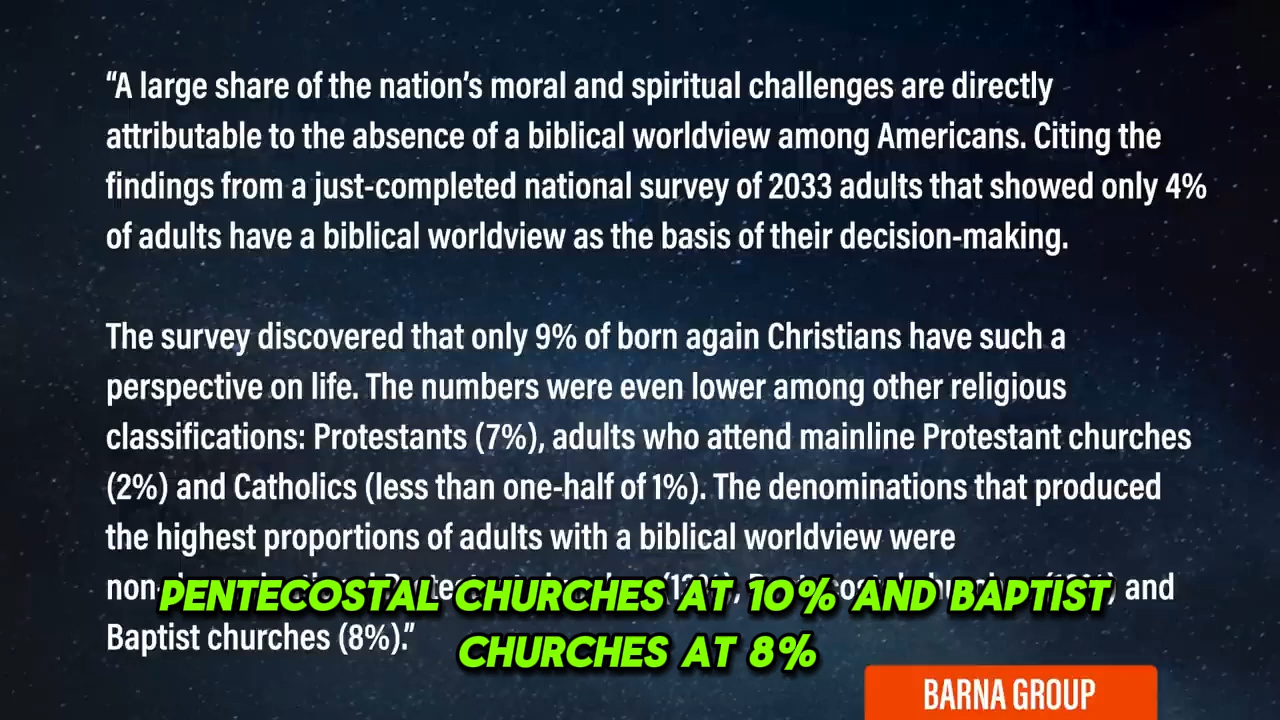 “A large share of the nation’s moral and spiritual challenges are directly
attributable to the absence of a biblical worldview among Americans. Citing the
findings from a just-completed national survey of 2033 adults that showed only 4%
of adults have a biblical worldview as the basis of their decision-making.
The survey discovered that only 9% of born again Christians have such a
perspective on life. The numbers were even lower among other religious
classifications: Protestants (7%), adults who attend mainline Protestant churches
(2%) and Catholics (less than one-half of 1%). The denominations that produced
the highest proportions of adults with a biblical worldview were
and
Baptist churches (8%).”
PENTECOSTAL CHURCHES AT 10% AND BAPTIST
CHURCHES AT 8%
BARNA GROUP